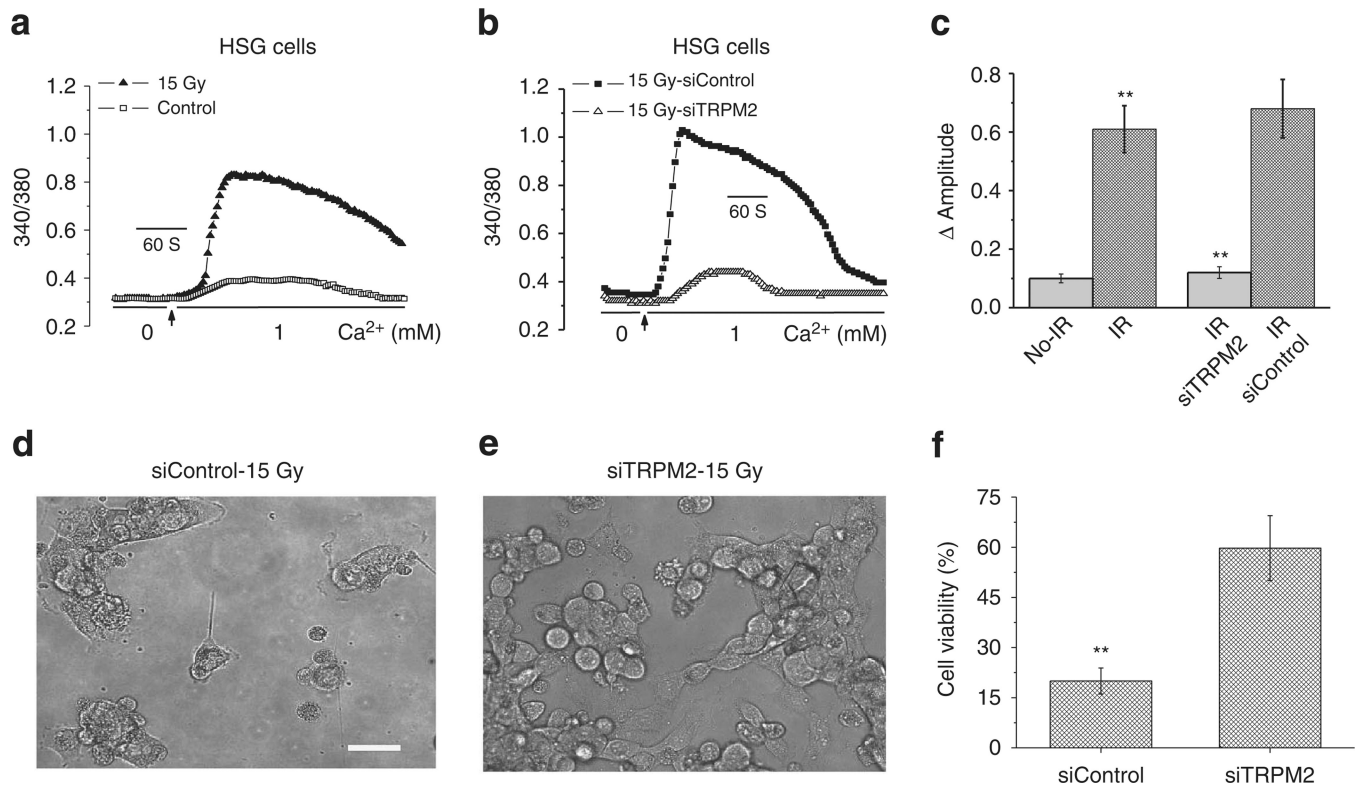 a
HSG cells
15 Gy
Control
1.2
1.0
0.8
0.6
0.4
0.2
340/380
60 S
0
1
Ca²⁺ (mM)
b
HSG cells
15 Gy-siControl
15 Gy-siTRPM2
1.2
1.0
0.8
0.6
0.4
0.2
340/380
60 S
0
1
Ca²⁺ (mM)
c
0.8
0.6
0.4
0.2
0.0
Δ Amplitude
**
**
No-IR
IR
IR
siTRPM2
IR
siControl
d
siControl-15 Gy
e
siTRPM2-15 Gy
f
75
60
45
30
15
0
Cell viability (%)
**
siControl
siTRPM2